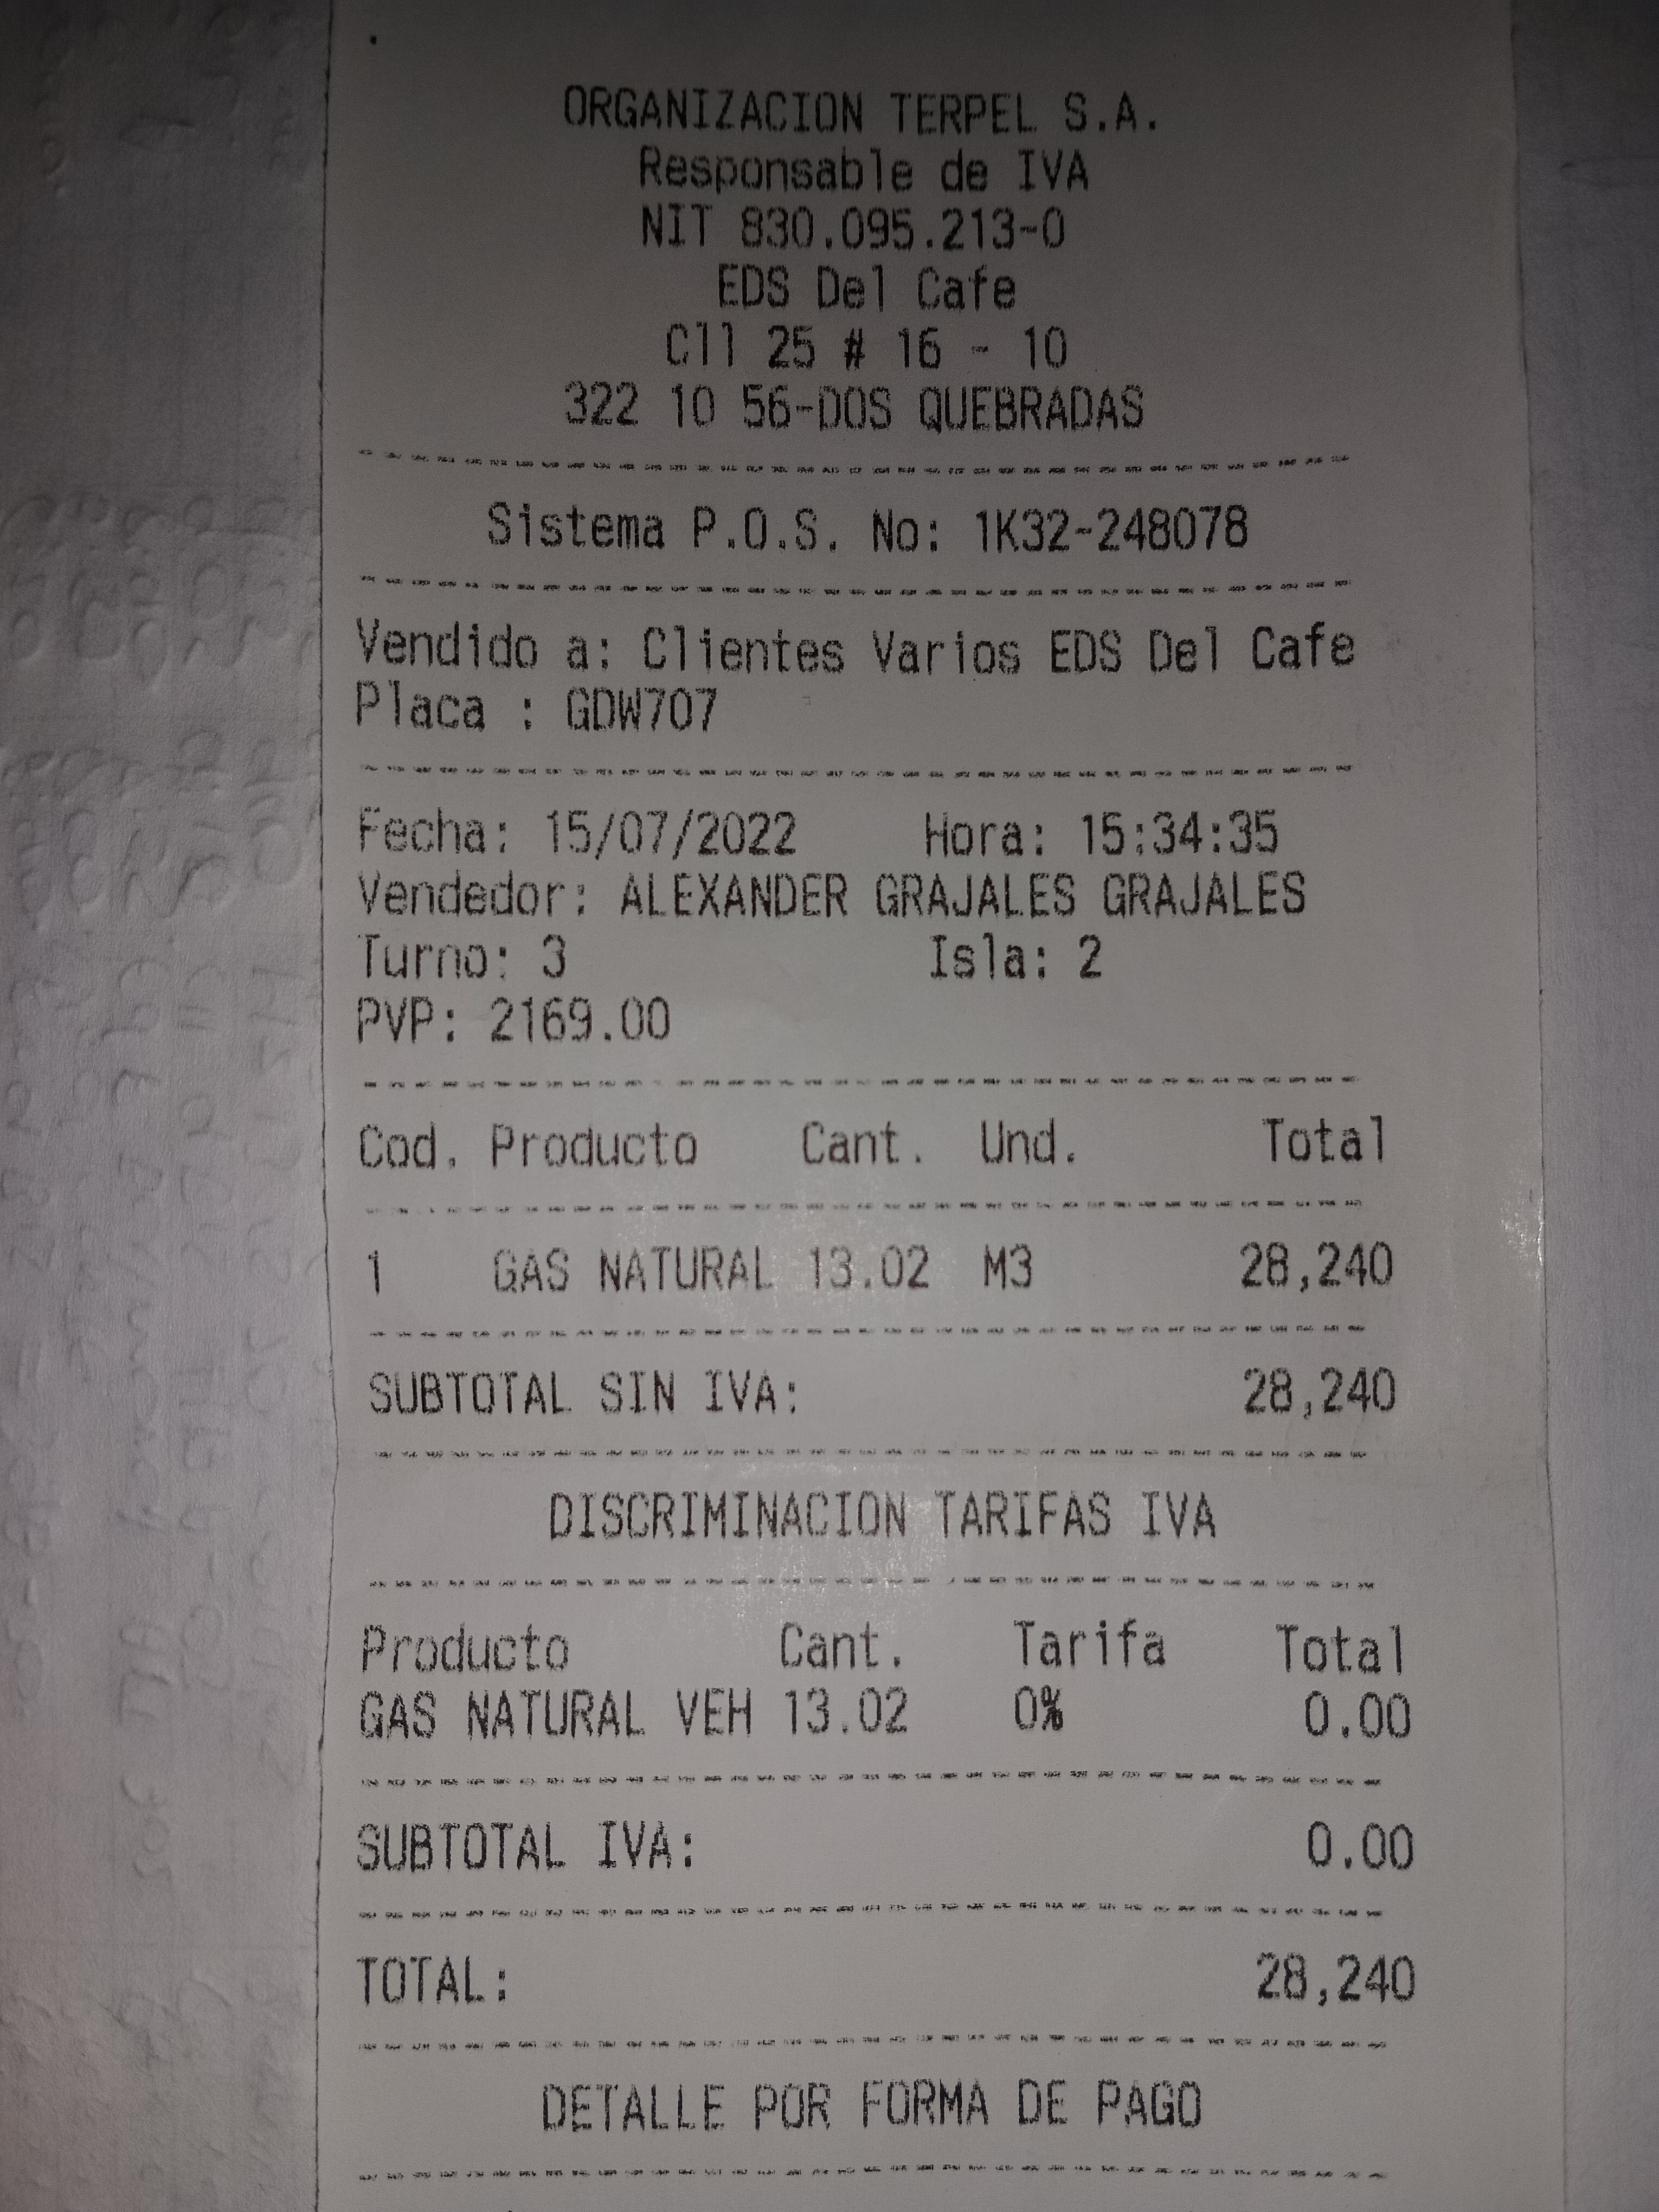 ORGANIZACION TERPEL S.A.
Responsable de IVA
NIT 830.095.213-0
EDS Del Cafe
Cll 25 # 16 - 10
322 10 56-DOS QUEBRADAS
Sistema P.O.S. No: 1K32-248078
Vendido a: Clientes Varios EDS Del Cafe
Placa : GDW707
Fecha: 15/07/2022 Hora: 15:34:35
Vendedor: ALEXANDER GRAJALES GRAJALES
Turno: 3 Isla: 2
PVP: 2169.00
Cod. Producto Cant. Und. Total
1 GAS NATURAL 13.02 M3 28,240
SUBTOTAL SIN IVA: 28,240
DISCRIMINACION TARIFAS IVA
Producto Cant. Tarifa Total
GAS NATURAL VEH 13.02 0% 0.00
SUBTOTAL IVA: 0.00
TOTAL: 28,240
DETALLE POR FORMA DE PAGO